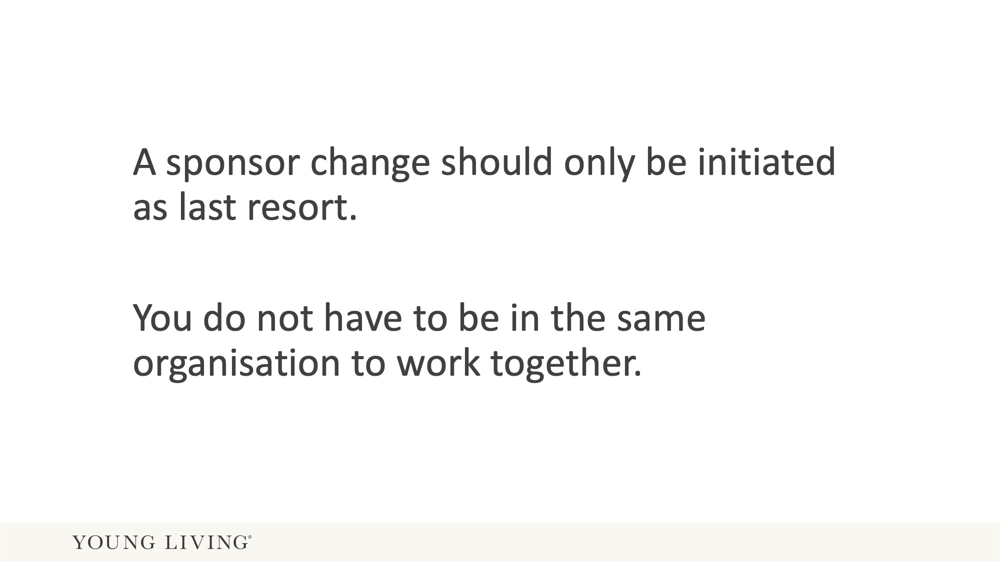 A sponsor change should only be initiated
as last resort.
You do not have to be in the same
organisation to work together.
YOUNG LIVING®